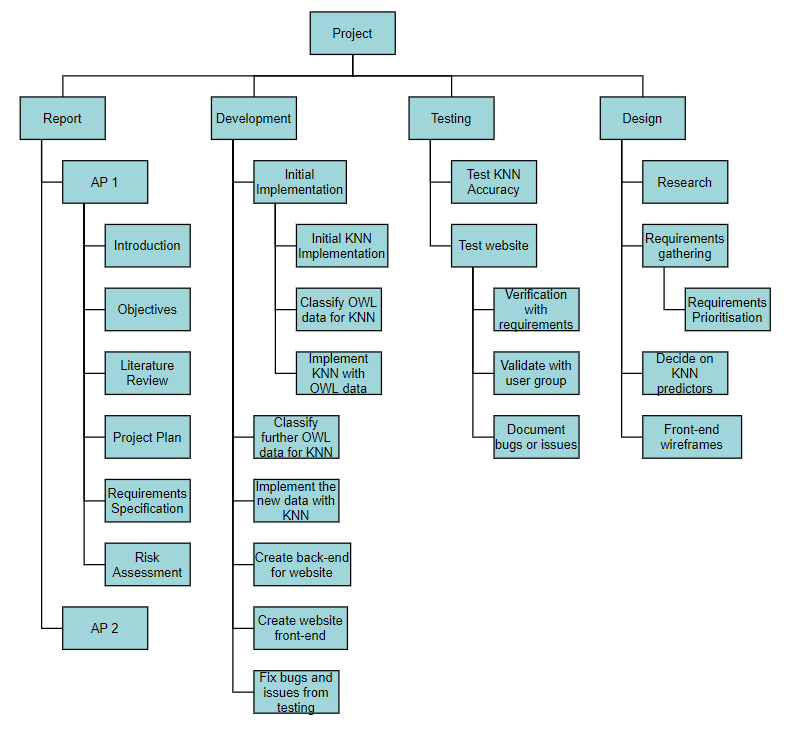 Project
Report
Development
Testing
Design
AP 1
Introduction
Objectives
Literature
Review
Project Plan
Requirements
Specification
Risk
Assessment
AP 2
Initial
Implementation
Initial KNN
Implementation
Classify OWL
data for KNN
Implement
KNN with
OWL data
Classify
further OWL
data for KNN
Implement the
new data with
KNN
Create back-end
for website
Create website
front-end
Fix bugs and
issues from
testing
Test KNN
Accuracy
Test website
Verification
with
requirements
Validate with
user group
Document
bugs or issues
Research
Requirements
gathering
Requirements
Prioritisation
Decide on
KNN
predictors
Front-end
wireframes